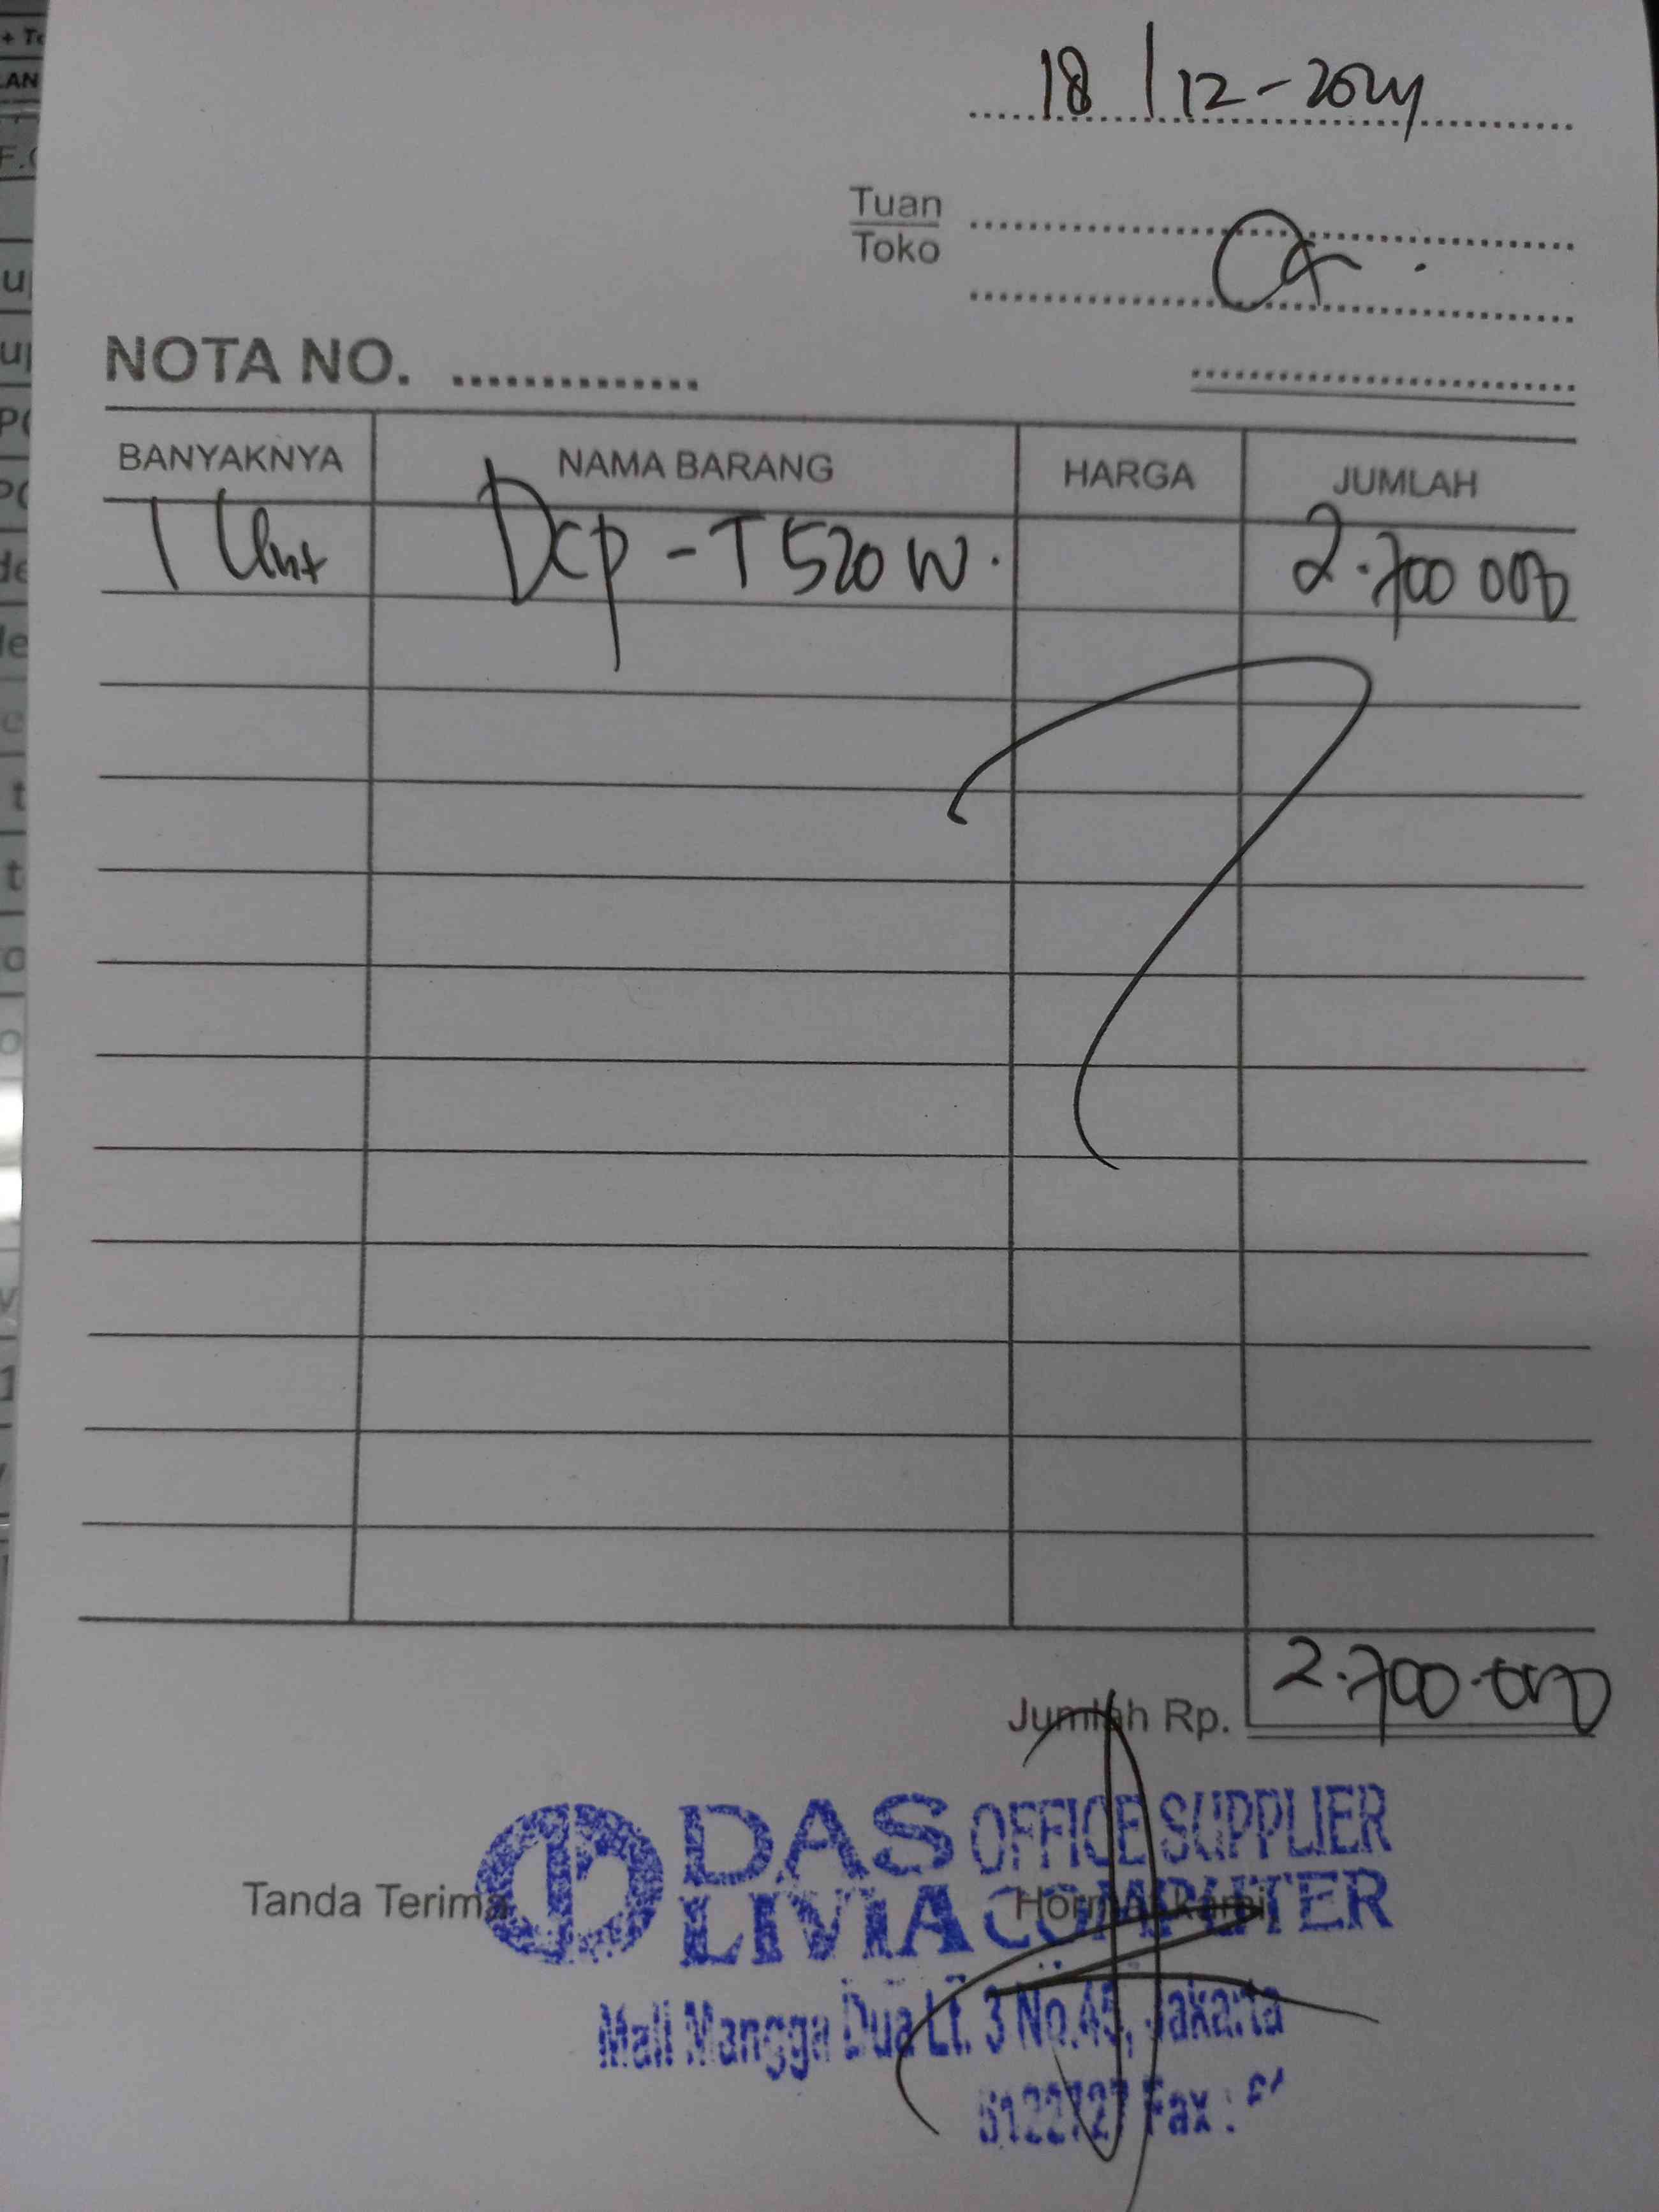 18/12-2024
Tuan
Toko
NOTA NO.
BANYAKNYA NAMA BARANG HARGA JUMLAH
1 Unit DCP-T520W. 2.700 000
Jumlah Rp. 2.700.000
DAS OFFICE SUPPLIER
Tanda Terima Hormat kami
LIVIA COMPUTER
Mall Mangga Dua Lt. 3 No.45, Jakarta
6122727 Fax :